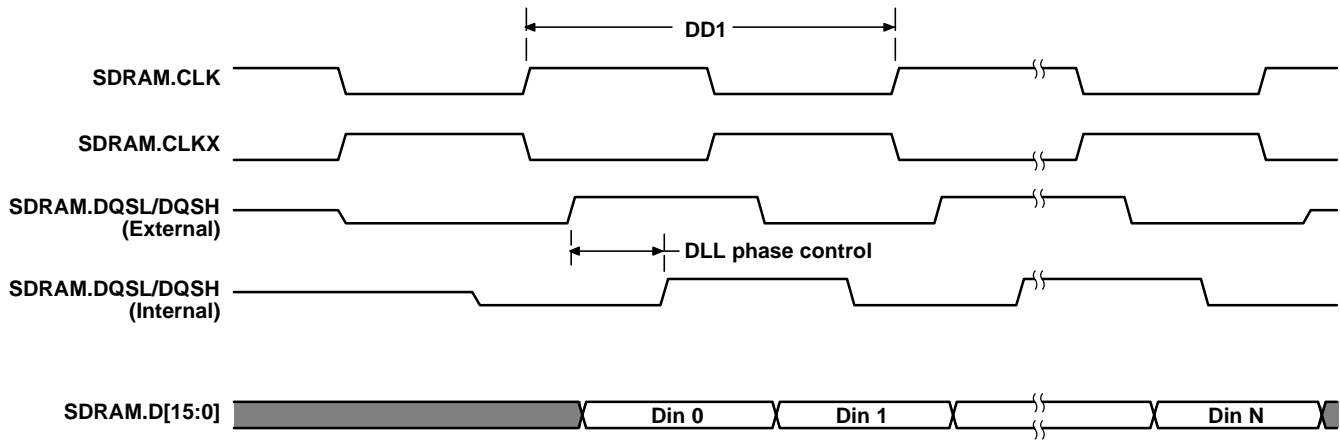 DD1
SDRAM.CLK
SDRAM.CLKX
SDRAM.DQSL/DQSH
(External)
DLL phase control
SDRAM.DQSL/DQSH
(Internal)
SDRAM.D[15:0]
Din 0
Din 1
Din N